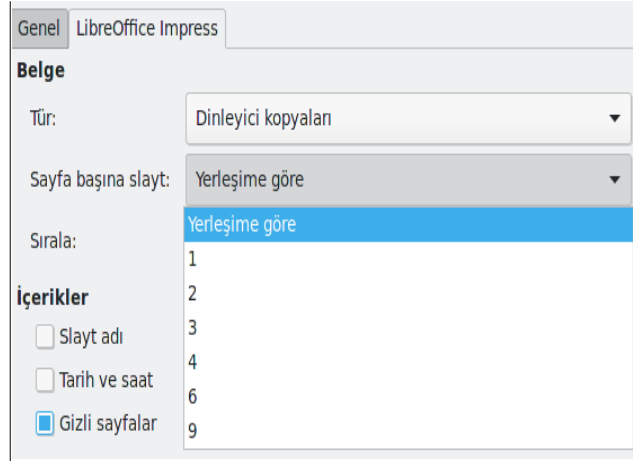 Genel LibreOffice Impress
Belge
Tür: Dinleyici kopyaları
Sayfa başına slayt: Yerleşime göre
Yerleşime göre
Sırala:
1
2
İçerikler
3
Slayt adı
4
Tarih ve saat
6
Gizli sayfalar
9